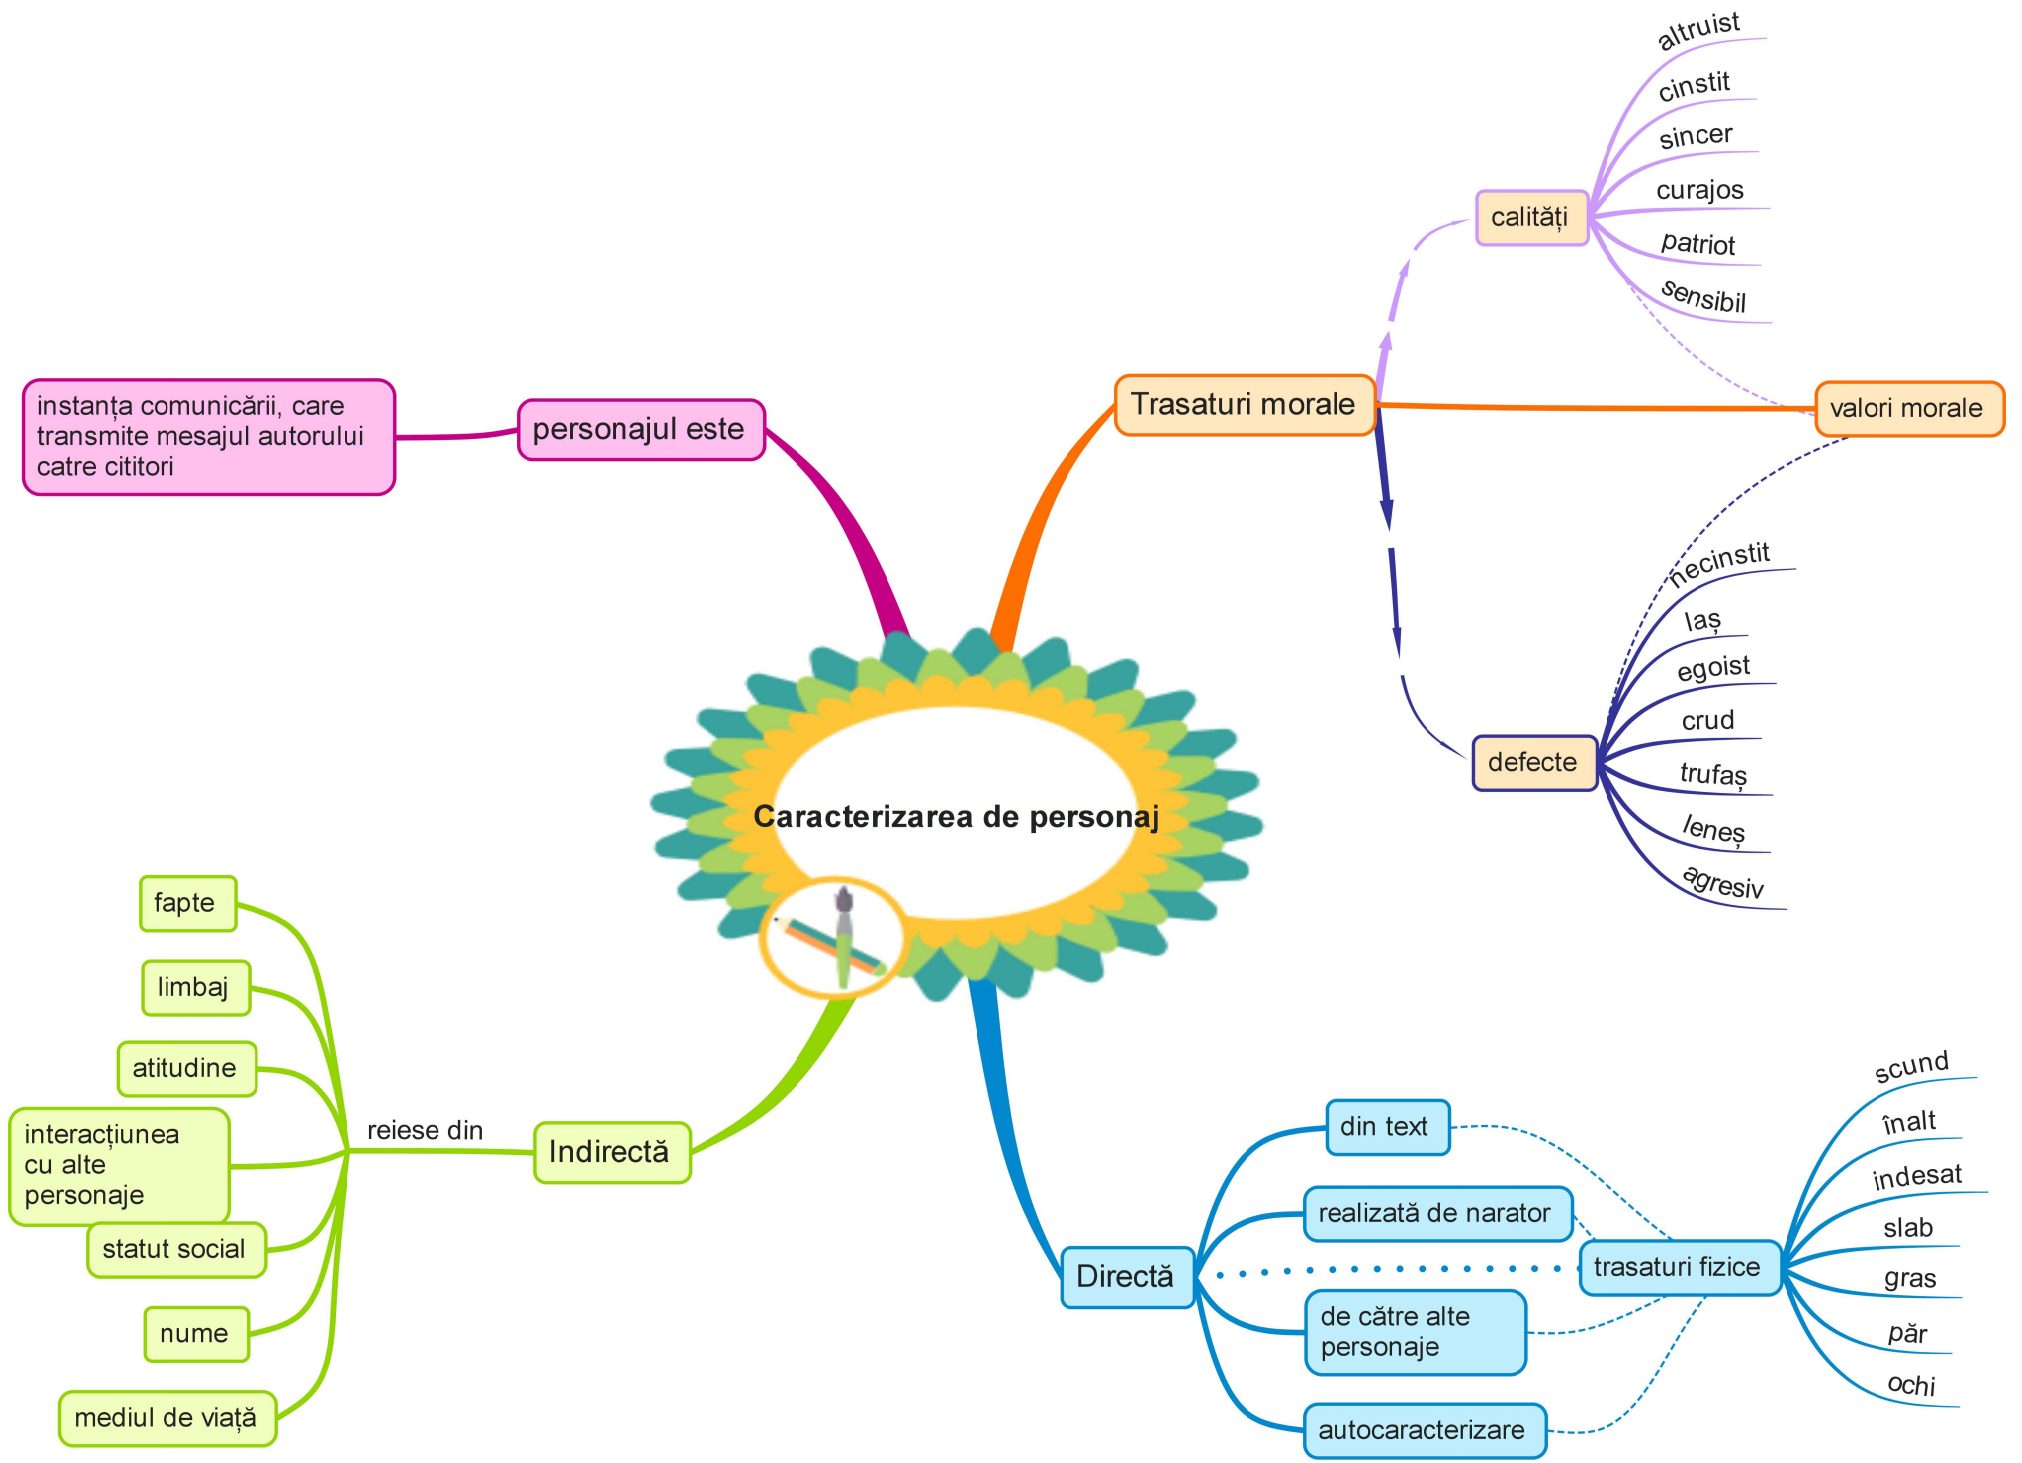 Caracterizarea de personaj
personajul este
instanța comunicării, care
transmite mesajul autorului
catre cititori
Trasaturi morale
calități
altruist
cinstit
sincer
curajos
patriot
sensibil
valori morale
defecte
necinstit
laș
egoist
crud
trufaș
leneș
agresiv
Indirectă
reiese din
fapte
limbaj
atitudine
interacțiunea
cu alte
personaje
statut social
nume
mediul de viață
Directă
din text
realizată de narator
de către alte
personaje
autocaracterizare
trasaturi fizice
scund
înalt
indesat
slab
gras
păr
ochi